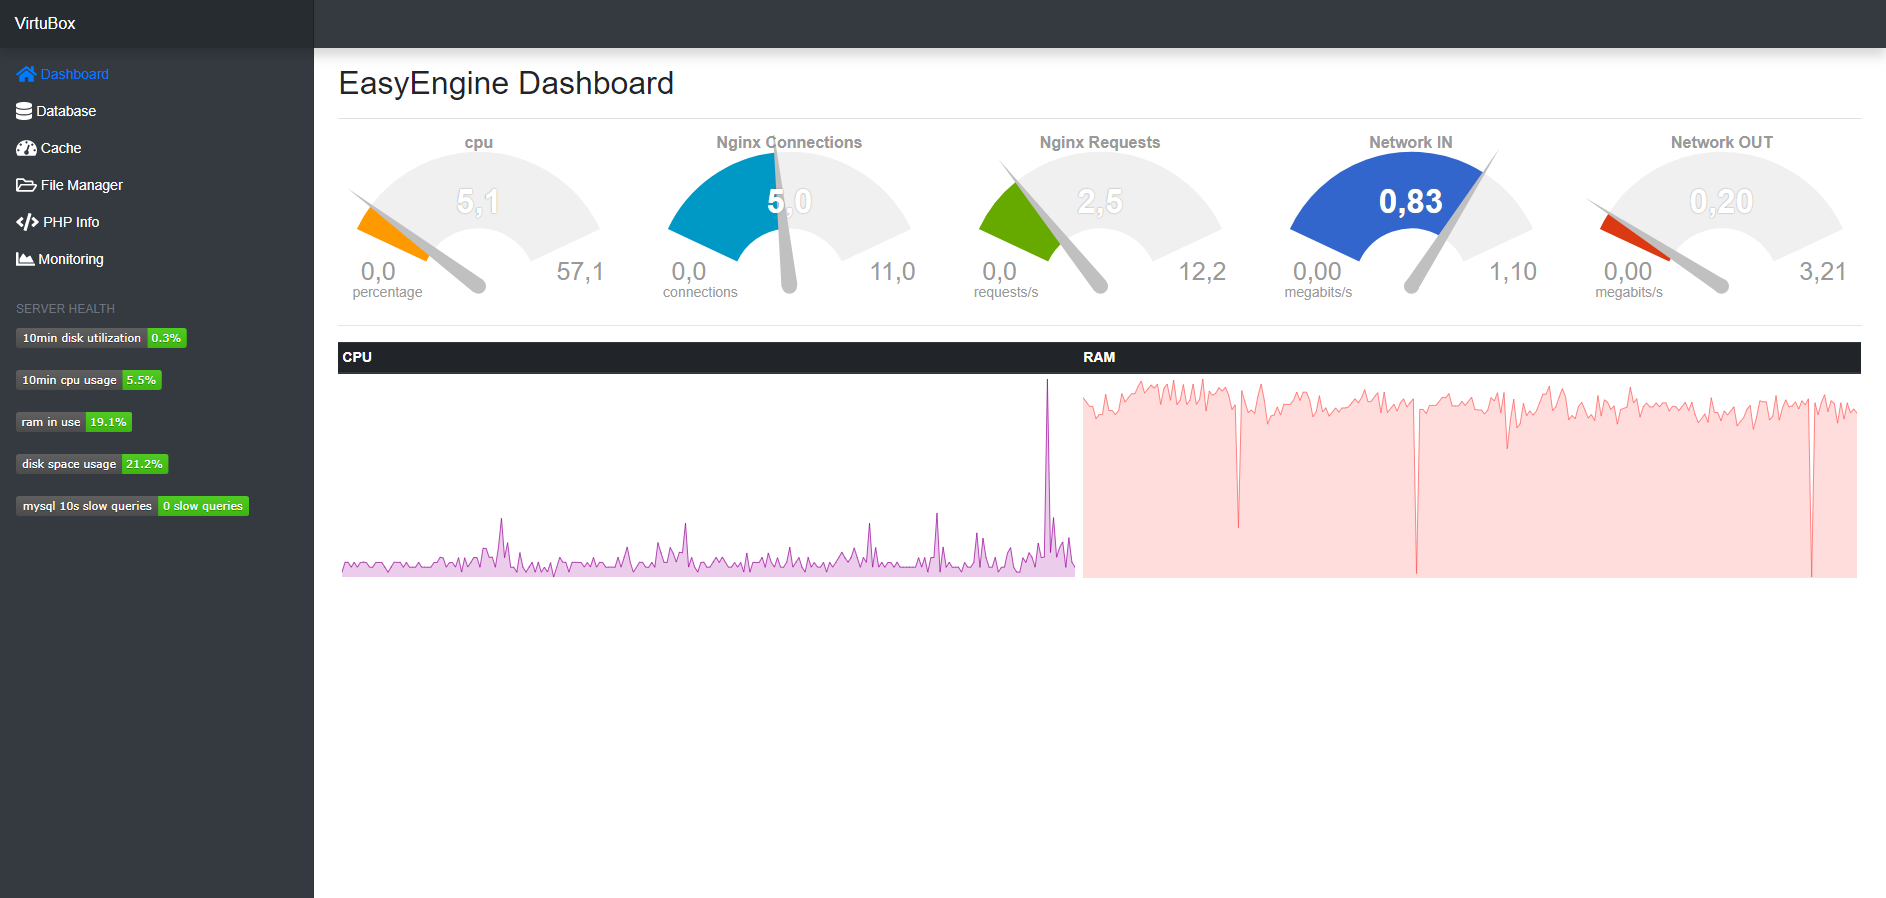 VirtuBox
Dashboard
Database
Cache
File Manager
PHP Info
Monitoring
SERVER HEALTH
10min disk utilization 0.3%
10min cpu usage 5.5%
ram in use 19.1%
disk space usage 21.2%
mysql 10s slow queries 0 slow queries
EasyEngine Dashboard
cpu
5,1
0,0 57,1
percentage
Nginx Connections
5,0
0,0 11,0
connections
Nginx Requests
2,5
0,0 12,2
requests/s
Network IN
0,83
0,00 1,10
megabits/s
Network OUT
0,20
0,00 3,21
megabits/s
CPU RAM